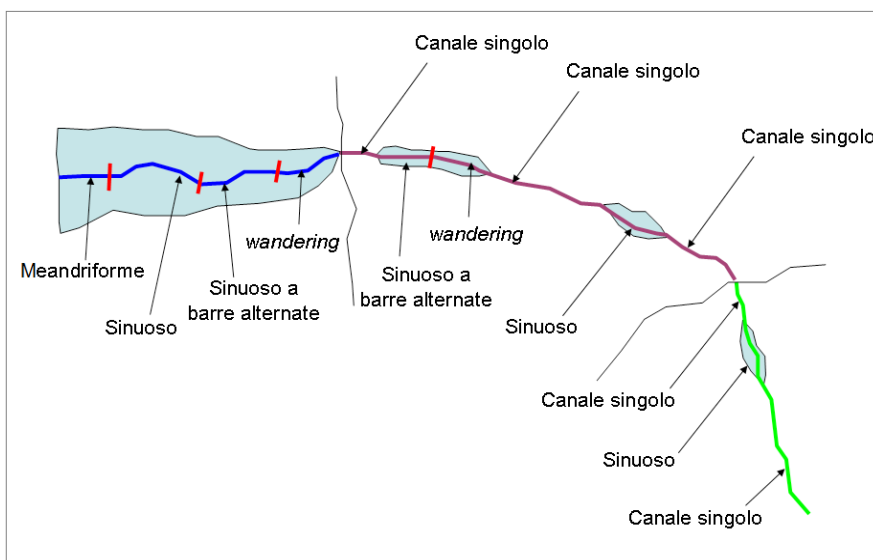 Canale singolo
Canale singolo
Canale singolo
wandering
wandering
Meandriforme
Sinuoso a
barre alternate
Sinuoso a
barre alternate
Sinuoso
Sinuoso
Canale singolo
Sinuoso
Canale singolo